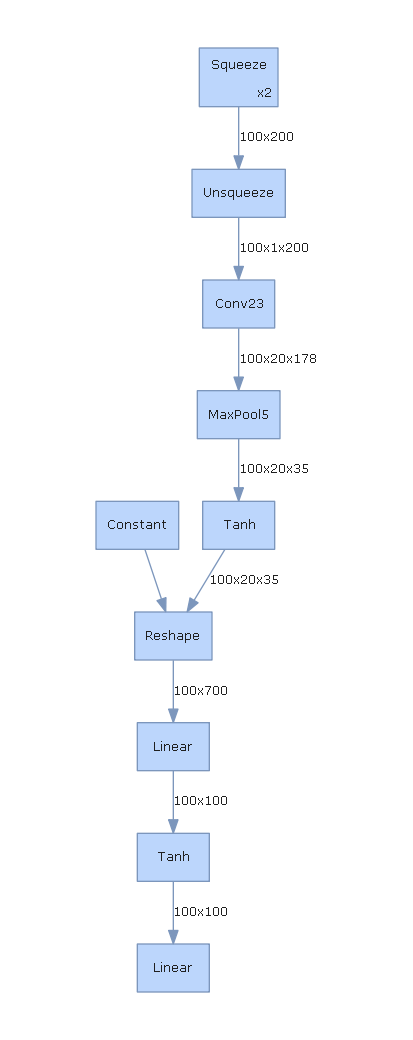 Squeeze
x2
100x200
Unsqueeze
100x1x200
Conv23
100x20x178
MaxPool5
100x20x35
Constant
Tanh
100x20x35
Reshape
100x700
Linear
100x100
Tanh
100x100
Linear